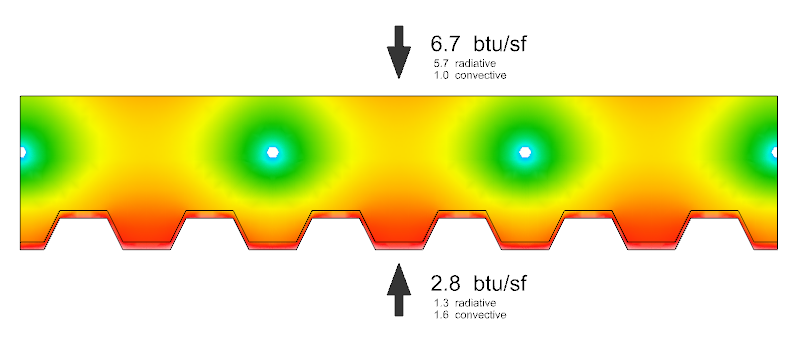 6.7 btu/sf
5.7 radiative
1.0 convective
2.8 btu/sf
1.3 radiative
1.6 convective